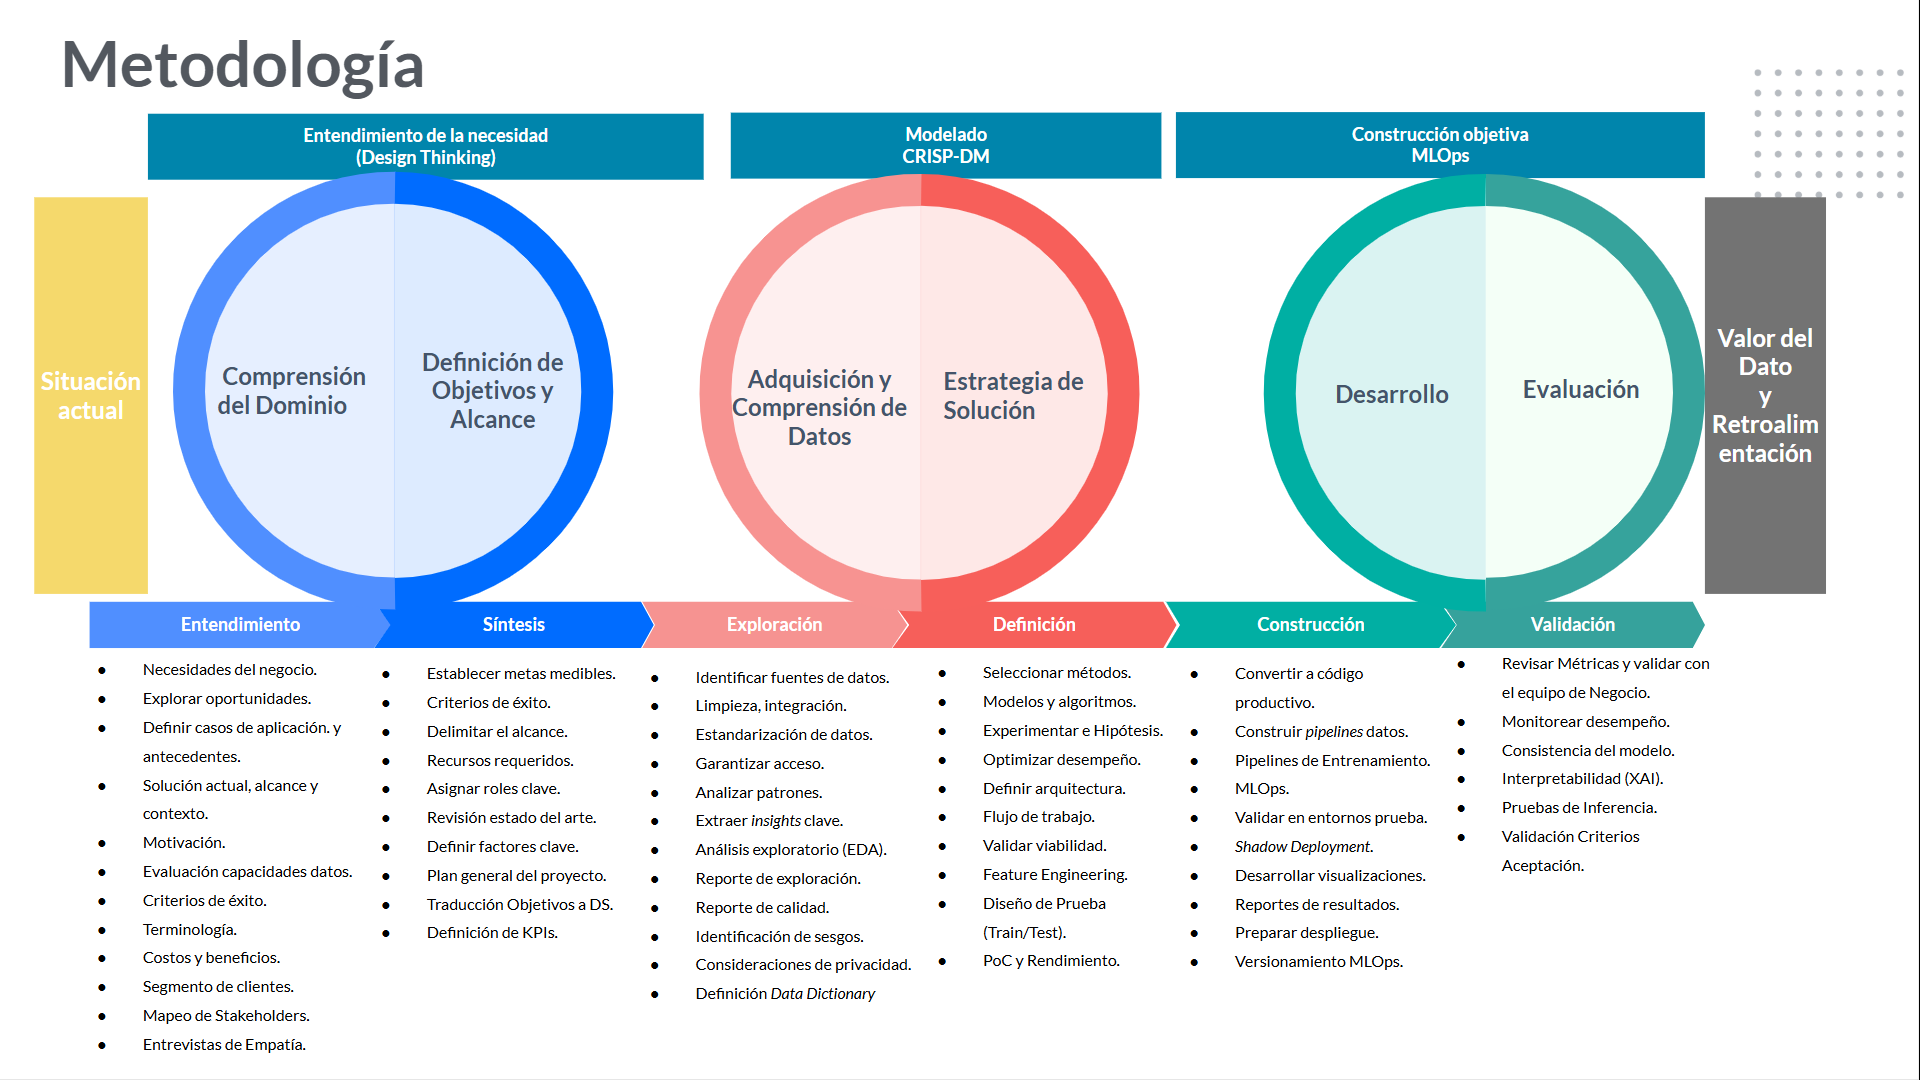 Metodología
Entendimiento de la necesidad
(Design Thinking)
Modelado
CRISP-DM
Construcción objetiva
MLOps
Situación
actual
Comprensión
del Dominio
Definición de
Objetivos y
Alcance
Adquisición y
Comprensión de
Datos
Estrategia de
Solución
Desarrollo
Evaluación
Valor del
Dato
y
Retroalim
entación
Entendimiento
Síntesis
Exploración
Definición
Construcción
Validación
● Necesidades del negocio.
● Explorar oportunidades.
● Definir casos de aplicación. y
antecedentes.
● Solución actual, alcance y
contexto.
● Motivación.
● Evaluación capacidades datos.
● Criterios de éxito.
● Terminología.
● Costos y beneficios.
● Segmento de clientes.
● Mapeo de Stakeholders.
● Entrevistas de Empatía.
● Establecer metas medibles.
● Criterios de éxito.
● Delimitar el alcance.
● Recursos requeridos.
● Asignar roles clave.
● Revisión estado del arte.
● Definir factores clave.
● Plan general del proyecto.
● Traducción Objetivos a DS.
● Definición de KPIs.
● Identificar fuentes de datos.
● Limpieza, integración.
● Estandarización de datos.
● Garantizar acceso.
● Analizar patrones.
● Extraer insights clave.
● Análisis exploratorio (EDA).
● Reporte de exploración.
● Reporte de calidad.
● Identificación de sesgos.
● Consideraciones de privacidad.
● Definición Data Dictionary
● Seleccionar métodos.
● Modelos y algoritmos.
● Experimentar e Hipótesis.
● Optimizar desempeño.
● Definir arquitectura.
● Flujo de trabajo.
● Validar viabilidad.
● Feature Engineering.
● Diseño de Prueba
(Train/Test).
● PoC y Rendimiento.
● Convertir a código
productivo.
● Construir pipelines datos.
● Pipelines de Entrenamiento.
● MLOps.
● Validar en entornos prueba.
● Shadow Deployment.
● Desarrollar visualizaciones.
● Reportes de resultados.
● Preparar despliegue.
● Versionamiento MLOps.
● Revisar Métricas y validar con
el equipo de Negocio.
● Monitorear desempeño.
● Consistencia del modelo.
● Interpretabilidad (XAI).
● Pruebas de Inferencia.
● Validación Criterios
Aceptación.